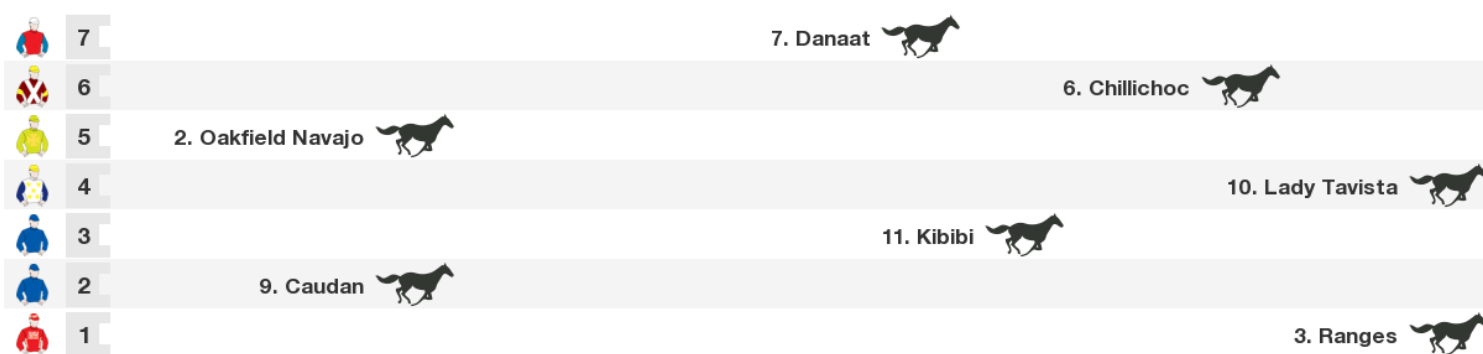 7 7. Danaat
6 6. Chillichoc
5 2. Oakfield Navajo
4 10. Lady Tavista
3 11. Kibibi
2 9. Caudan
1 3. Ranges